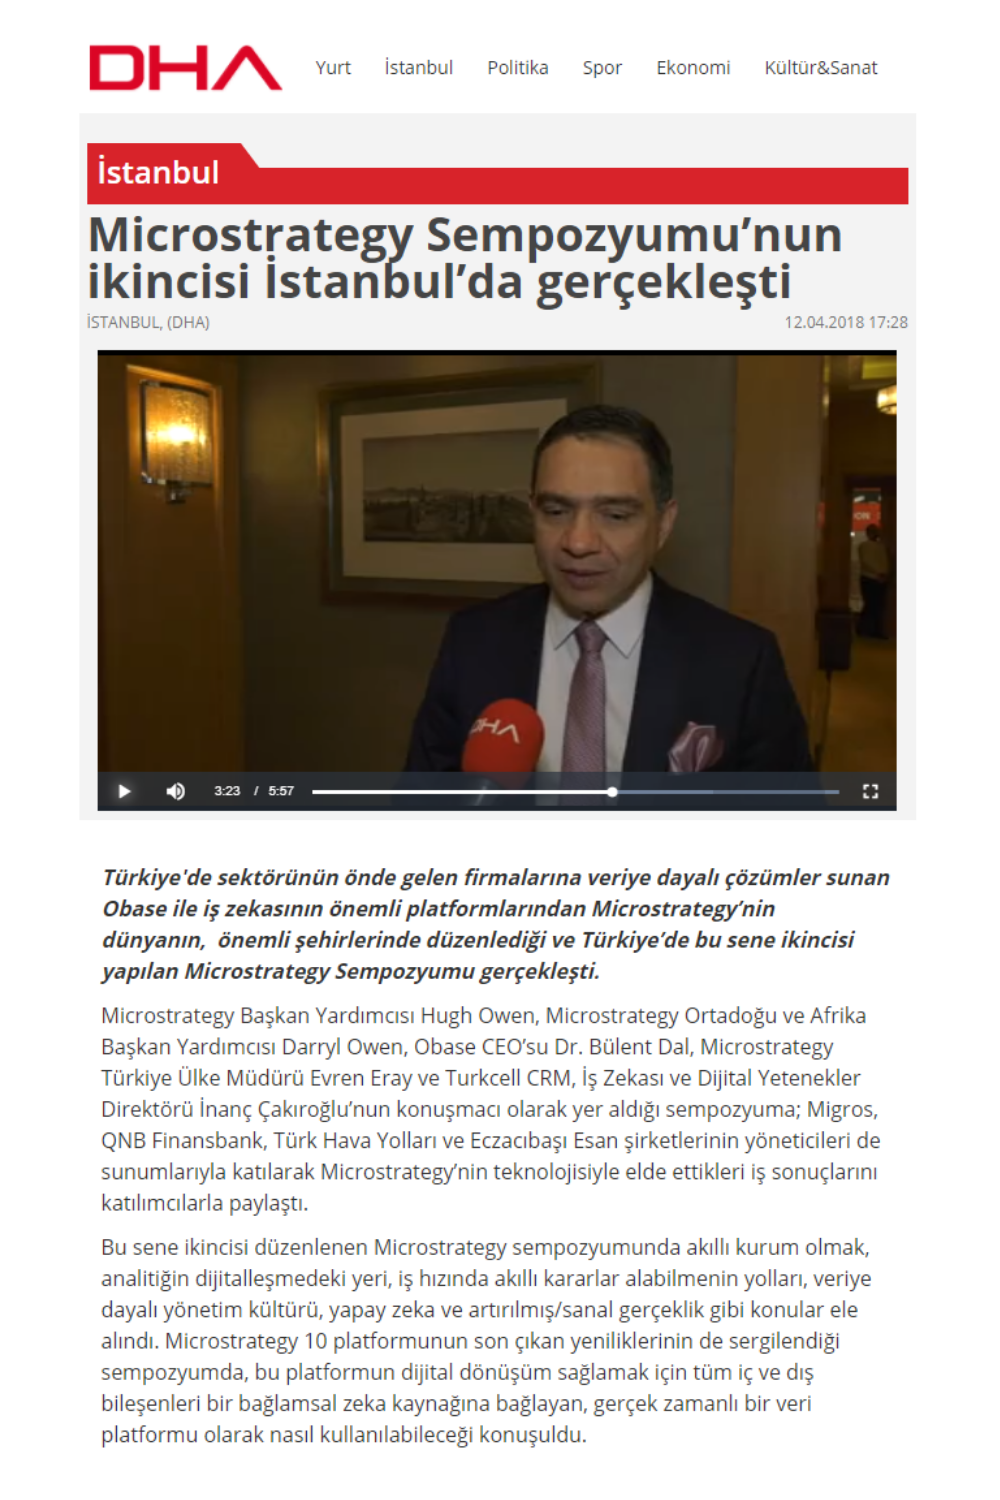 DHA
Yurt İstanbul Politika Spor Ekonomi Kültür&Sanat
İstanbul
Microstrategy Sempozyumu’nun
ikincisi İstanbul’da gerçekleşti
İSTANBUL, (DHA) 12.04.2018 17:28
DHA
3:23 / 5:57
Türkiye'de sektörünün önde gelen firmalarına veriye dayalı çözümler sunan
Obase ile iş zekasının önemli platformlarından Microstrategy’nin
dünyanın, önemli şehirlerinde düzenlediği ve Türkiye’de bu sene ikincisi
yapılan Microstrategy Sempozyumu gerçekleşti.
Microstrategy Başkan Yardımcısı Hugh Owen, Microstrategy Ortadoğu ve Afrika
Başkan Yardımcısı Darryl Owen, Obase CEO’su Dr. Bülent Dal, Microstrategy
Türkiye Ülke Müdürü Evren Eray ve Turkcell CRM, İş Zekası ve Dijital Yetenekler
Direktörü İnanç Çakıroğlu’nun konuşmacı olarak yer aldığı sempozyuma; Migros,
QNB Finansbank, Türk Hava Yolları ve Eczacıbaşı Esan şirketlerinin yöneticileri de
sunumlarıyla katılarak Microstrategy’nin teknolojisiyle elde ettikleri iş sonuçlarını
katılımcılarla paylaştı.
Bu sene ikincisi düzenlenen Microstrategy sempozyumunda akıllı kurum olmak,
analitiğin dijitalleşmedeki yeri, iş hızında akıllı kararlar alabilmenin yolları, veriye
dayalı yönetim kültürü, yapay zeka ve artırılmış/sanal gerçeklik gibi konular ele
alındı. Microstrategy 10 platformunun son çıkan yeniliklerinin de sergilendiği
sempozyumda, bu platformun dijital dönüşüm sağlamak için tüm iç ve dış
bileşenleri bir bağlamsal zeka kaynağına bağlayan, gerçek zamanlı bir veri
platformu olarak nasıl kullanılabileceği konuşuldu.